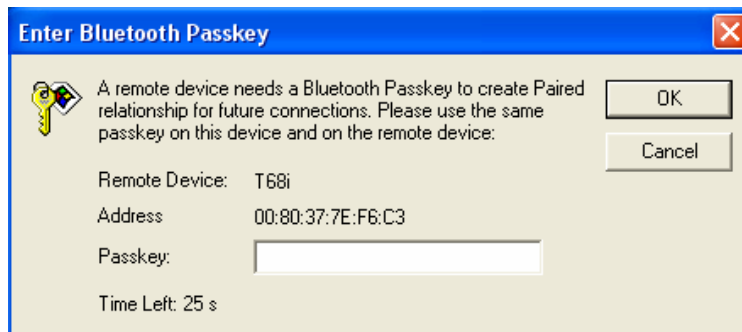 Enter Bluetooth Passkey
A remote device needs a Bluetooth Passkey to create Paired
relationship for future connections. Please use the same
passkey on this device and on the remote device:
OK
Cancel
Remote Device: T68i
Address 00:80:37:7E:F6:C3
Passkey:
Time Left: 25 s